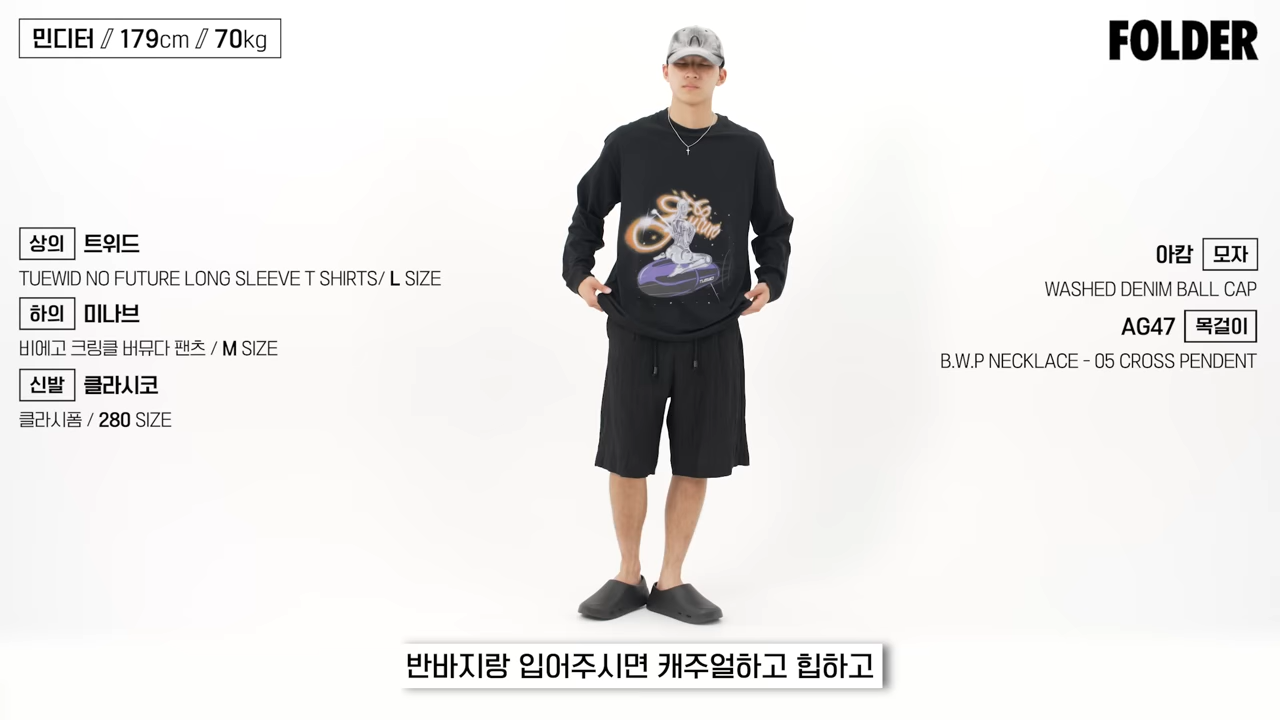 민디터 // 179cm // 70kg
FOLDER
상의 트위드
TUEWID NO FUTURE LONG SLEEVE T SHIRTS/ L SIZE
하의 미나브
비에고 크링클 버뮤다 팬츠 / M SIZE
신발 클라시코
클라시폼 / 280 SIZE
아캄 모자
WASHED DENIM BALL CAP
AG47 목걸이
B.W.P NECKLACE - 05 CROSS PENDENT
반바지랑 입어주시면 캐주얼하고 힙하고